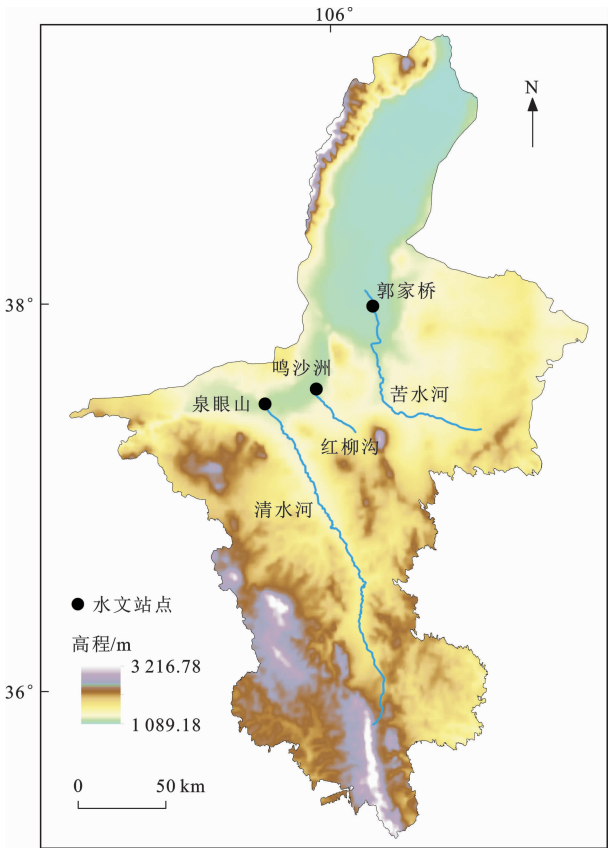 106°
N
38°
郭家桥
鸣沙洲
苦水河
泉眼山
红柳沟
清水河
水文站点
高程/m
3 216.78
36°
1 089.18
0 50 km